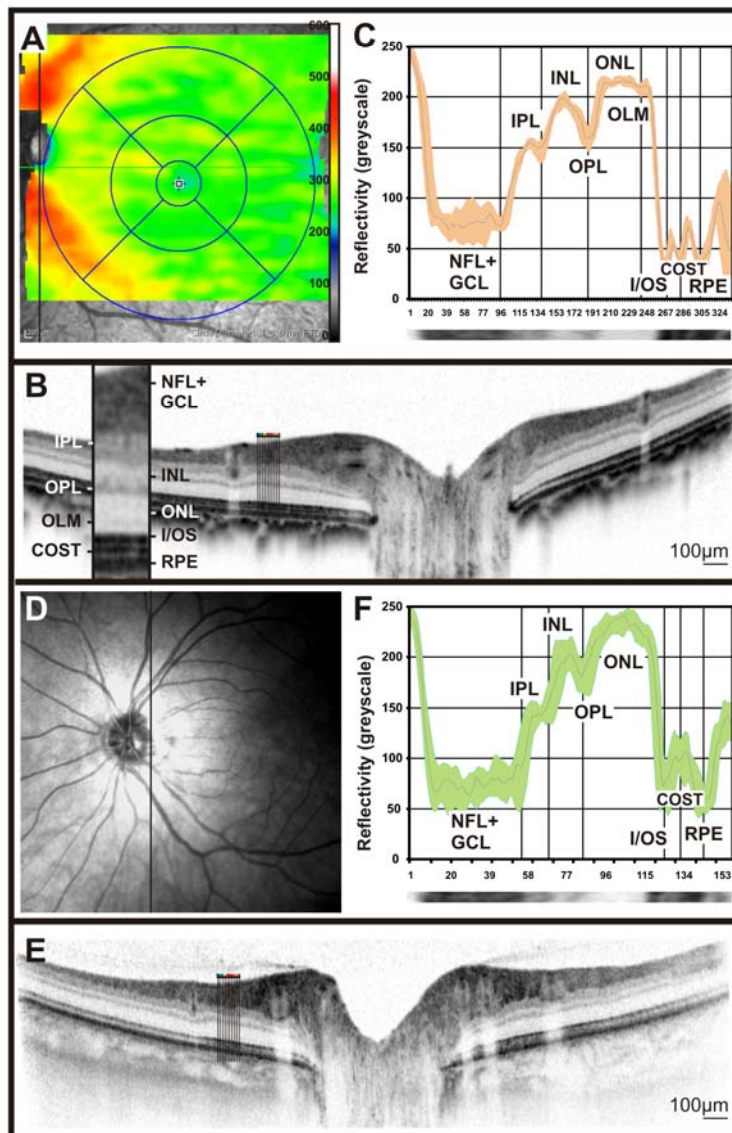 A
600
500
400
300
200
100
0
C
250
200
150
100
50
0
Reflectivity (greyscale)
NFL+
GCL
IPL
INL
OPL
ONL
OLM
I/OS
COST
RPE
1 20 39 58 77 96 115 134 153 172 191 210 229 248 267 286 305 324
B
NFL+
GCL
IPL
INL
OPL
ONL
OLM
I/OS
COST
RPE
100µm
D
F
250
200
150
100
50
0
Reflectivity (greyscale)
NFL+
GCL
IPL
INL
OPL
ONL
I/OS
COST
RPE
1 20 39 58 77 96 115 134 153
E
100µm